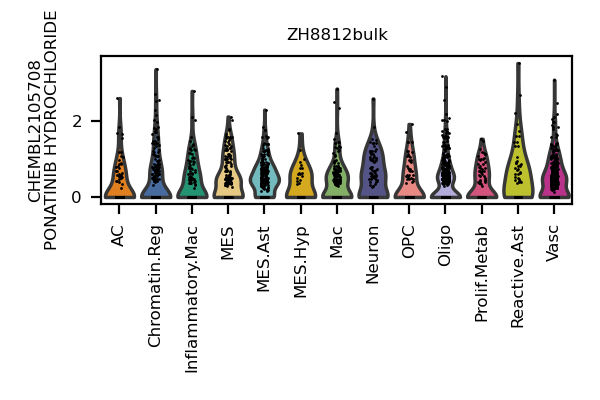 ZH8812bulk
CHEMBL2105708
PONATINIB HYDROCHLORIDE
2
0
AC
Chromatin.Reg
Inflammatory.Mac
MES
MES.Ast
MES.Hyp
Mac
Neuron
OPC
Oligo
Prolif.Metab
Reactive.Ast
Vasc